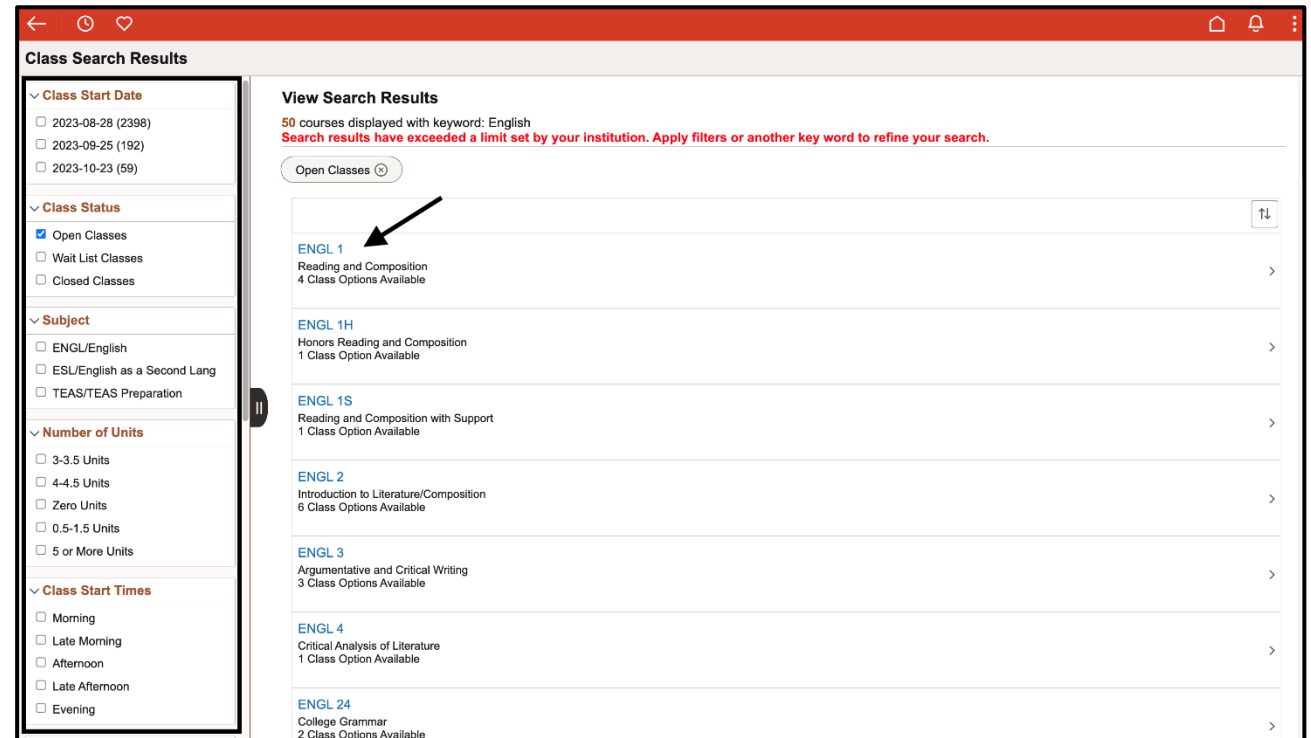 Class Search Results
Class Start Date
2023-08-28 (2398)
2023-09-25 (192)
2023-10-23 (59)
Class Status
Open Classes
Wait List Classes
Closed Classes
Subject
ENGL/English
ESL/English as a Second Lang
TEAS/TEAS Preparation
Number of Units
3-3.5 Units
4-4.5 Units
Zero Units
0.5-1.5 Units
5 or More Units
Class Start Times
Morning
Late Morning
Afternoon
Late Afternoon
Evening
View Search Results
50 courses displayed with keyword: English
Search results have exceeded a limit set by your institution. Apply filters or another key word to refine your search.
Open Classes
ENGL 1
Reading and Composition
4 Class Options Available
ENGL 1H
Honors Reading and Composition
1 Class Option Available
ENGL 1S
Reading and Composition with Support
1 Class Option Available
ENGL 2
Introduction to Literature/Composition
6 Class Options Available
ENGL 3
Argumentative and Critical Writing
3 Class Options Available
ENGL 4
Critical Analysis of Literature
1 Class Option Available
ENGL 24
College Grammar
2 Class Options Available